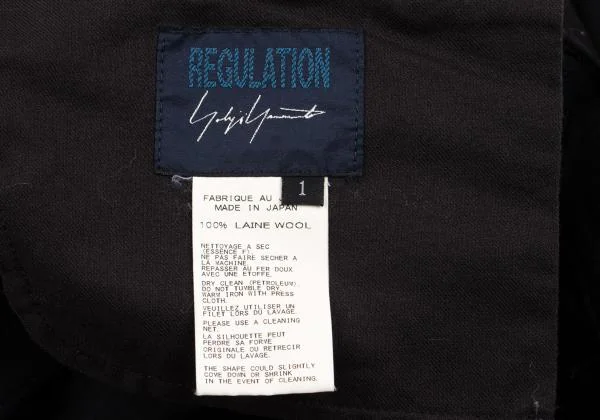 REGULATION
Yohji Yamamoto
1
FABRIQUE AU
MADE IN JAPAN
100% LAINE WOOL
NETTOYAGE A SEC
(ESSENCE F).
NE PAS FAIRE SECHER A
LA MACHINE.
REPASSER AU FER DOUX
AVEC UNE ETOFFE.
DRY CLEAN (PETROLEUM).
DO NOT TUMBLE DRY.
WARM IRON WITH PRESS
CLOTH.
VEUILLEZ UTILISER UN
FILET LORS DU LAVAGE.
PLEASE USE A CLEANING
NET.
LA SILHOUETTE PEUT
PERDRE SA FORME
ORIGINALE OU RETRECIR
LORS DU LAVAGE.
THE SHAPE COULD SLIGHTLY
COME DOWN OR SHRINK
IN THE EVENT OF CLEANING.